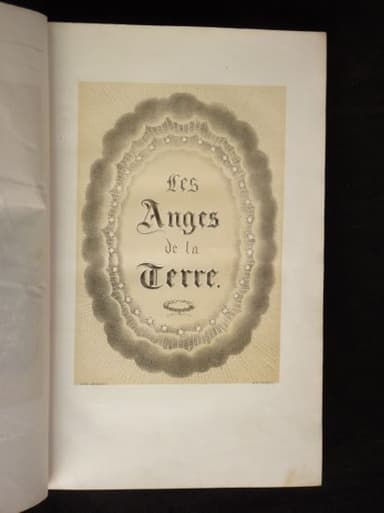 Les
Anges
de la
Terre.